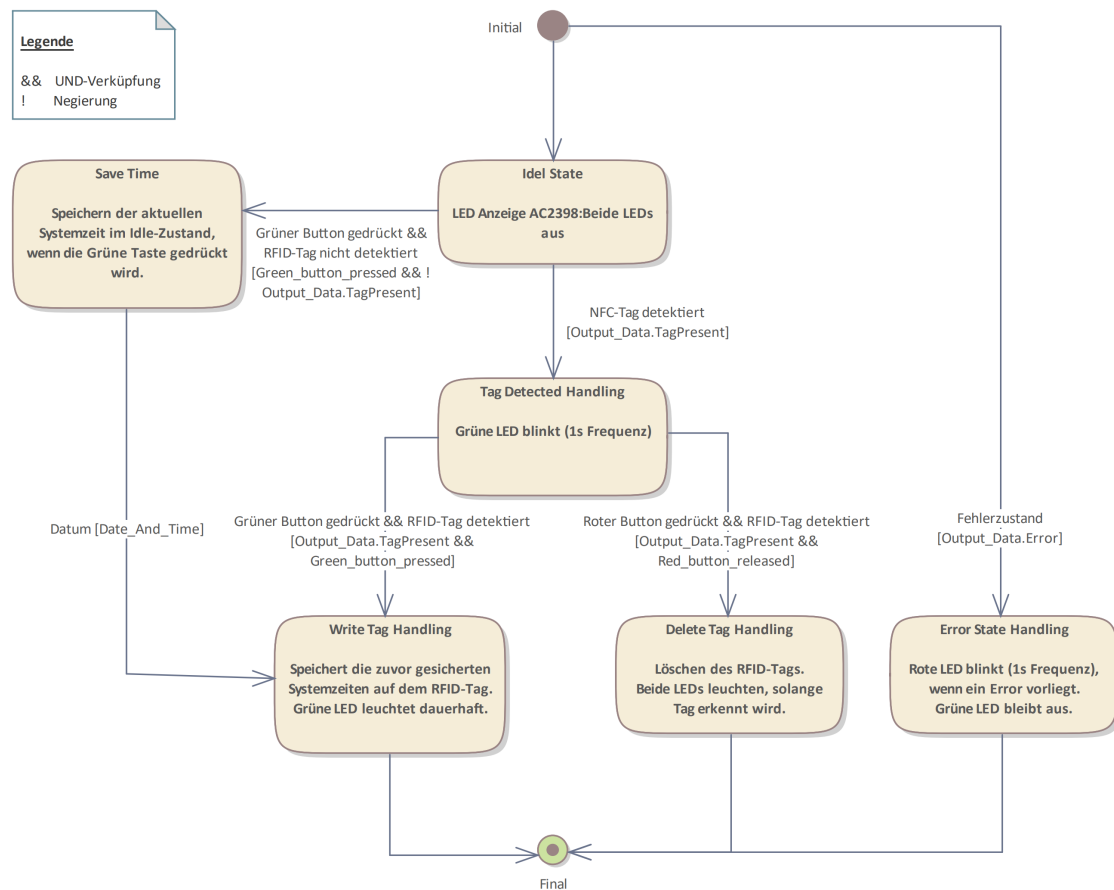 Initial
Legende
&& UND-Verküpfung
! Negierung
Save Time
Speichern der aktuellen
Systemzeit im Idle-Zustand,
wenn die Grüne Taste gedrückt
wird.
Idel State
LED Anzeige AC2398:Beide LEDs
aus
Grüner Button gedrückt &&
RFID-Tag nicht detektiert
[Green_button_pressed && !
Output_Data.TagPresent]
NFC-Tag detektiert
[Output_Data.TagPresent]
Tag Detected Handling
Grüne LED blinkt (1s Frequenz)
Datum [Date_And_Time]
Grüner Button gedrückt && RFID-Tag detektiert
[Output_Data.TagPresent &&
Green_button_pressed]
Roter Button gedrückt && RFID-Tag detektiert
[Output_Data.TagPresent &&
Red_button_released]
Fehlerzustand
[Output_Data.Error]
Write Tag Handling
Speichert die zuvor gesicherten
Systemzeiten auf dem RFID-Tag.
Grüne LED leuchtet dauerhaft.
Delete Tag Handling
Löschen des RFID-Tags.
Beide LEDs leuchten, solange
Tag erkennt wird.
Error State Handling
Rote LED blinkt (1s Frequenz),
wenn ein Error vorliegt.
Grüne LED bleibt aus.
Final